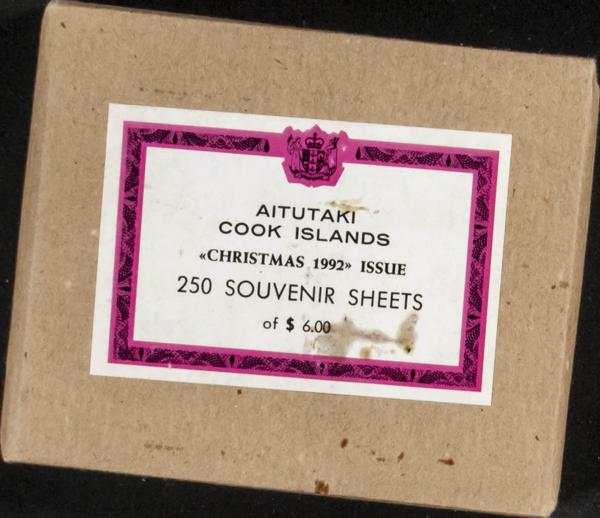 AITUTAKI
COOK ISLANDS
«CHRISTMAS 1992» ISSUE
250 SOUVENIR SHEETS
of $ 6.00